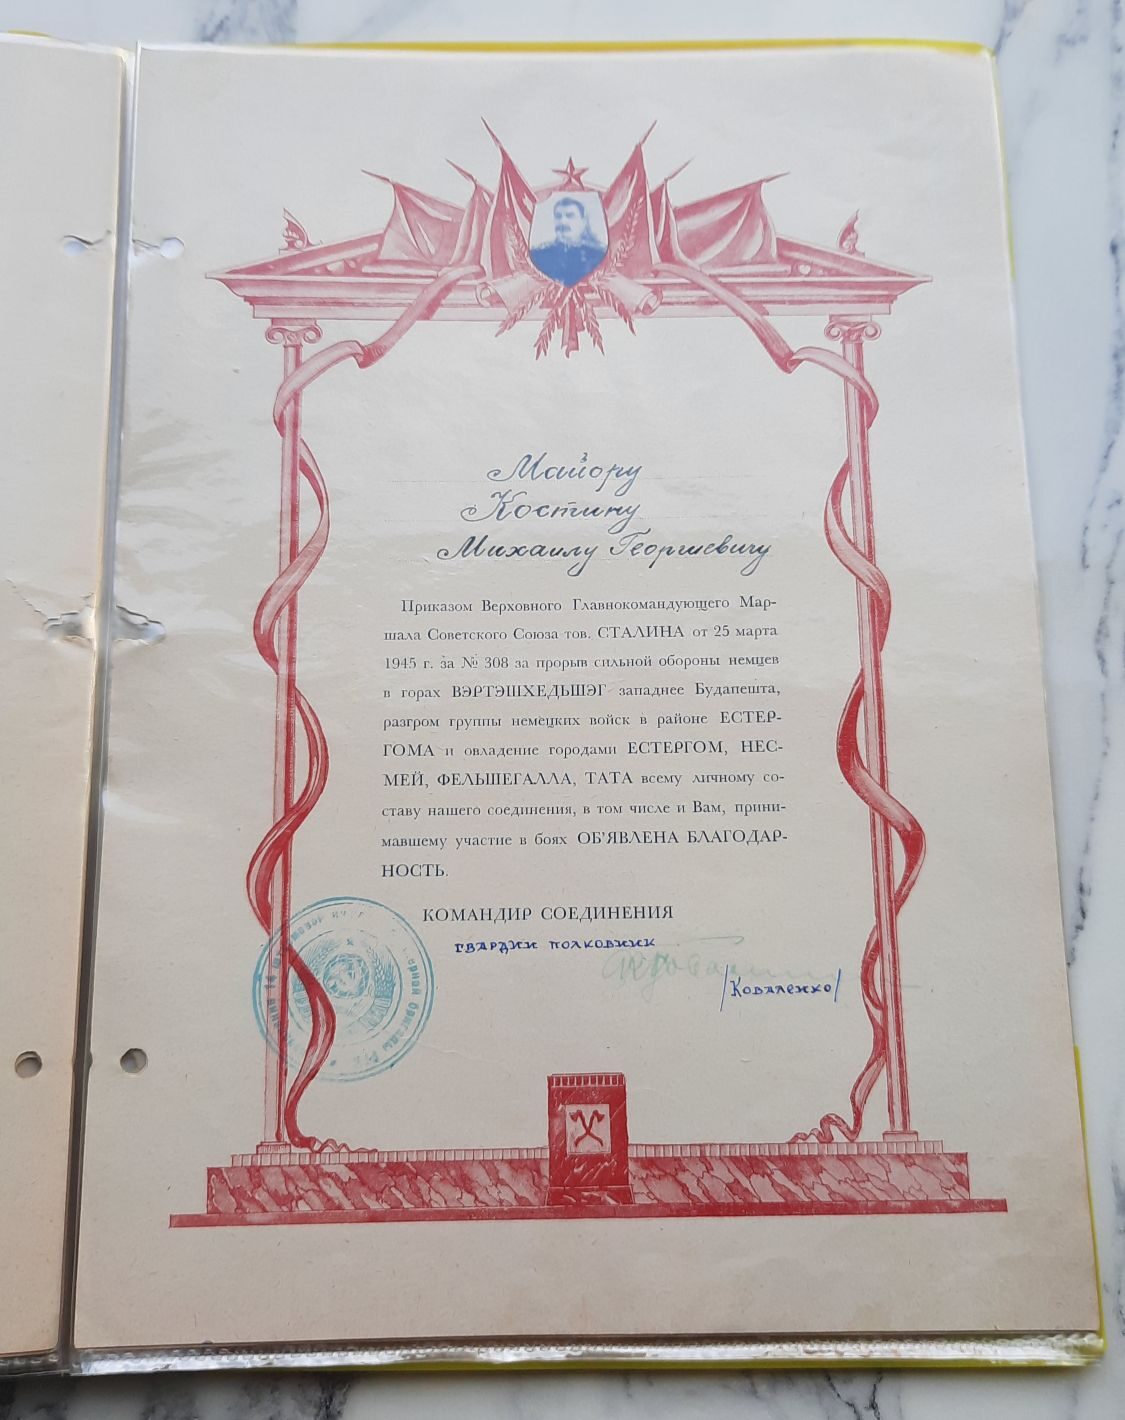 Майору
Костину
Михаилу Георгиевичу
Приказом Верховного Главнокомандующего Мар-
шала Советского Союза тов. СТАЛИНА от 25 марта
1945 г. за № 308 за прорыв сильной обороны немцев
в горах ВЭРТЭШХЕДЬШЭГ западнее Будапешта,
разгром группы немецких войск в районе ЕСТЕР-
ГОМА и овладение городами ЕСТЕРГОМ, НЕС-
МЕЙ, ФЕЛЬШЕГАЛЛА, ТАТА всему личному со-
ставу нашего соединения, в том числе и Вам, прини-
мавшему участие в боях ОБ'ЯВЛЕНА БЛАГОДАР-
НОСТЬ.
КОМАНДИР СОЕДИНЕНИЯ
гвардии полковник
/Коваленко/
бригады